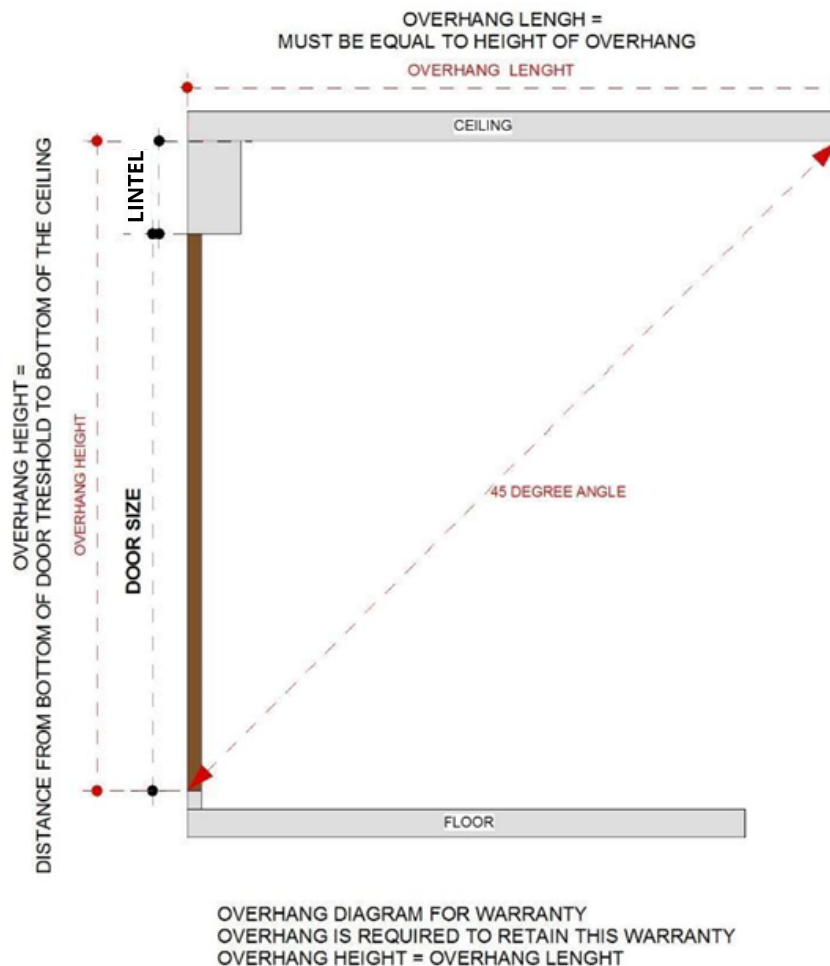 OVERHANG LENGH =
MUST BE EQUAL TO HEIGHT OF OVERHANG
OVERHANG LENGHT
CEILING
LINTEL
OVERHANG HEIGHT =
DISTANCE FROM BOTTOM OF DOOR TRESHOLD TO BOTTOM OF THE CEILING
OVERHANG HEIGHT
DOOR SIZE
45 DEGREE ANGLE
FLOOR
OVERHANG DIAGRAM FOR WARRANTY
OVERHANG IS REQUIRED TO RETAIN THIS WARRANTY
OVERHANG HEIGHT = OVERHANG LENGHT